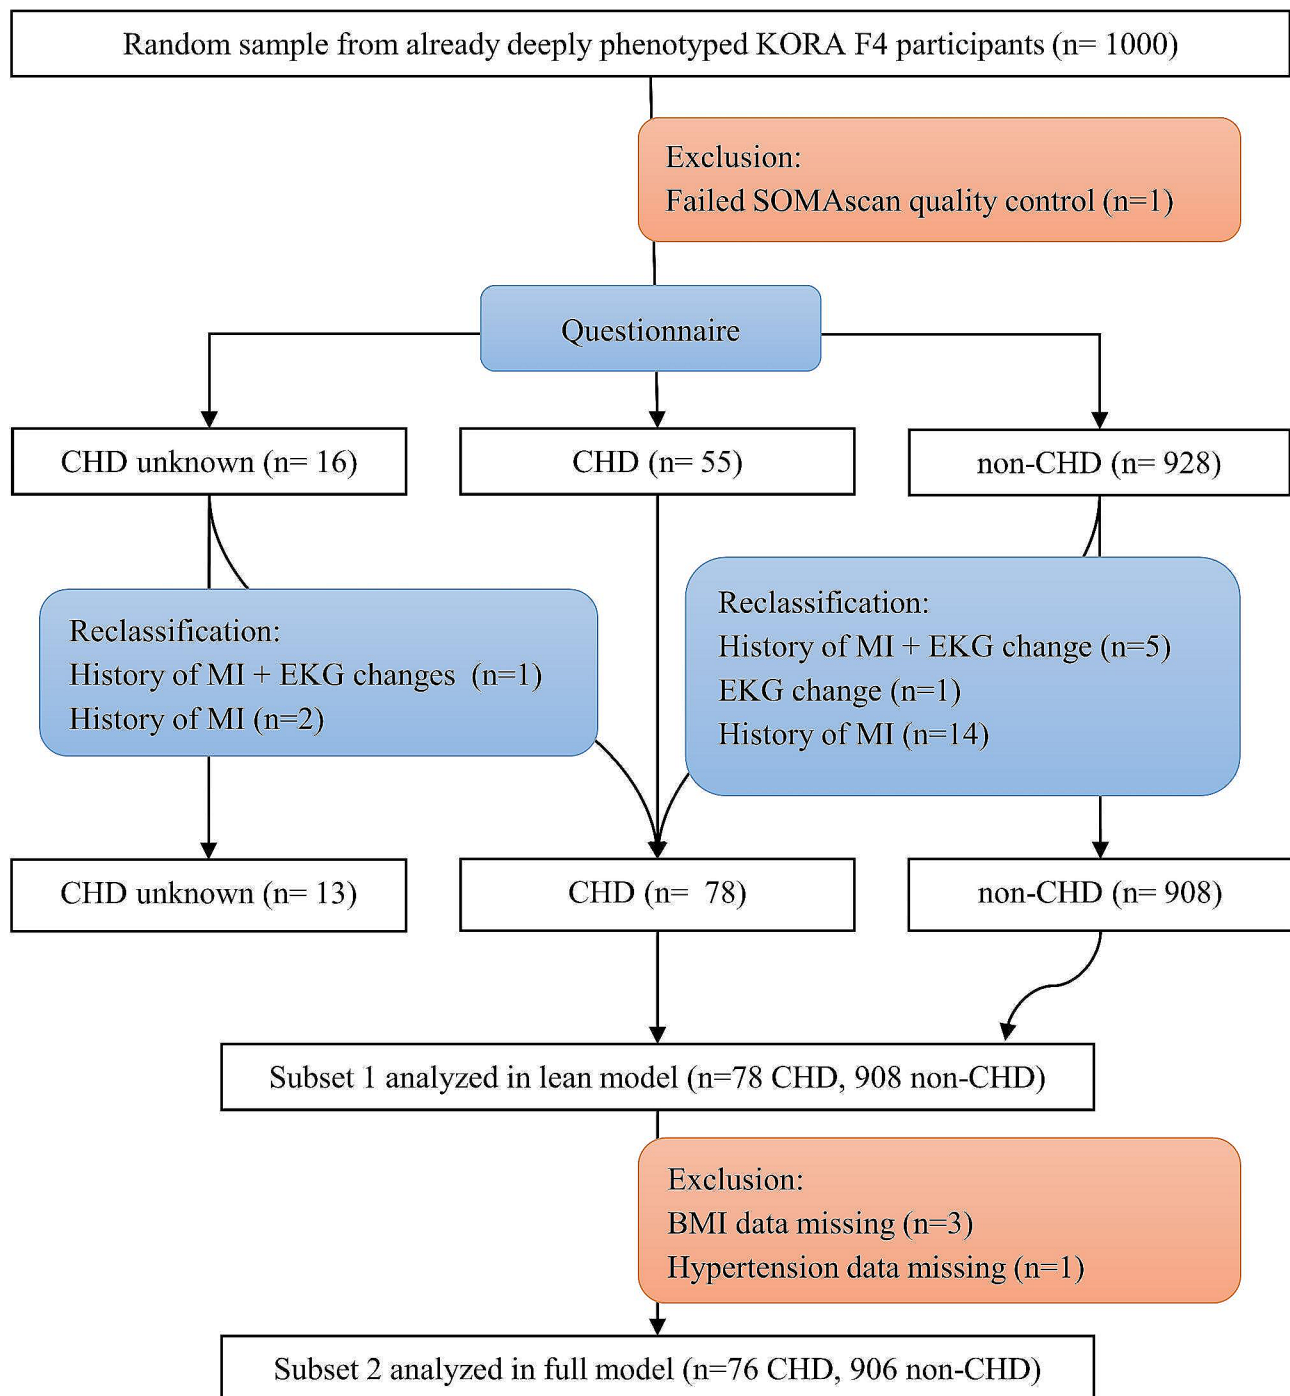 Random sample from already deeply phenotyped KORA F4 participants (n= 1000)
Exclusion:
Failed SOMAscan quality control (n=1)
Questionnaire
CHD unknown (n= 16)
CHD (n= 55)
non-CHD (n= 928)
Reclassification:
History of MI + EKG changes  (n=1)
History of MI (n=2)
Reclassification:
History of MI + EKG change (n=5)
EKG change (n=1)
History of MI (n=14)
CHD unknown (n= 13)
CHD (n=  78)
non-CHD (n= 908)
Subset 1 analyzed in lean model (n=78 CHD, 908 non-CHD)
Exclusion:
BMI data missing (n=3)
Hypertension data missing (n=1)
Subset 2 analyzed in full model (n=76 CHD, 906 non-CHD)